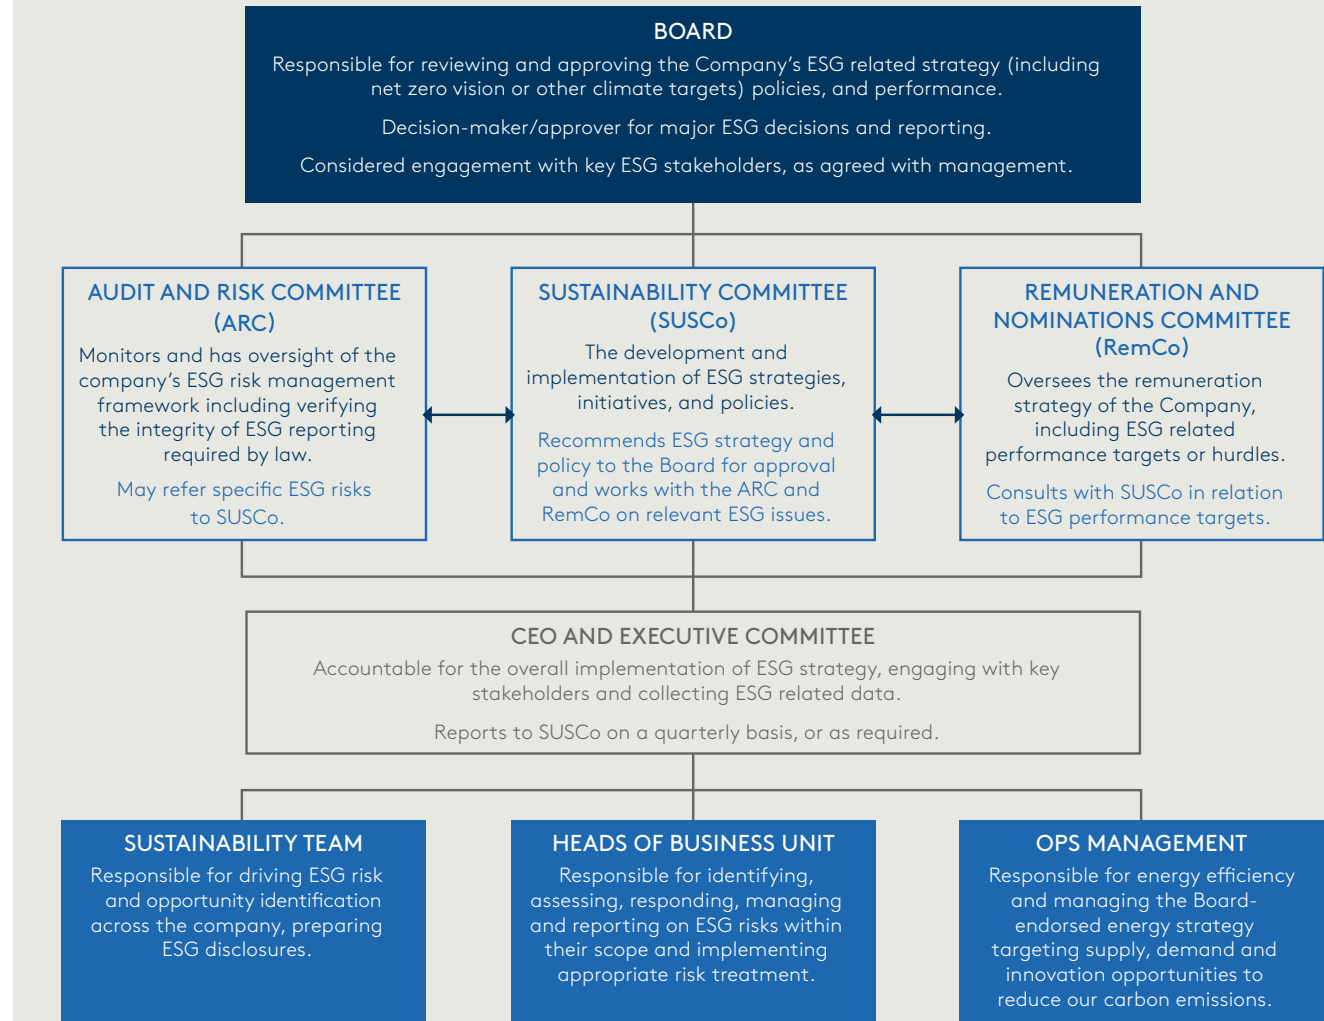 BOARD
Responsible for reviewing and approving the Company's ESG related strategy (including
net zero vision or other climate targets) policies, and performance.
Decision-maker/approver for major ESG decisions and reporting.
Considered engagement with key ESG stakeholders, as agreed with management.
AUDIT AND RISK COMMITTEE
(ARC)
Monitors and has oversight of the
company's ESG risk management
framework including verifying
the integrity of ESG reporting
required by law.
May refer specific ESG risks
to SUSCo.
SUSTAINABILITY COMMITTEE
(SUSCo)
The development and
implementation of ESG strategies,
initiatives, and policies.
Recommends ESG strategy and
policy to the Board for approval
and works with the ARC and
RemCo on relevant ESG issues.
REMUNERATION AND
NOMINATIONS COMMITTEE
(RemCo)
Oversees the remuneration
strategy of the Company,
including ESG related
performance targets or hurdles.
Consults with SUSCo in relation
to ESG performance targets.
CEO AND EXECUTIVE COMMITTEE
Accountable for the overall implementation of ESG strategy, engaging with key
stakeholders and collecting ESG related data.
Reports to SUSCo on a quarterly basis, or as required.
SUSTAINABILITY TEAM
Responsible for driving ESG risk
and opportunity identification
across the company, preparing
ESG disclosures.
HEADS OF BUSINESS UNIT
Responsible for identifying,
assessing, responding, managing
and reporting on ESG risks within
their scope and implementing
appropriate risk treatment.
OPS MANAGEMENT
Responsible for energy efficiency
and managing the Board-
endorsed energy strategy
targeting supply, demand and
innovation opportunities to
reduce our carbon emissions.